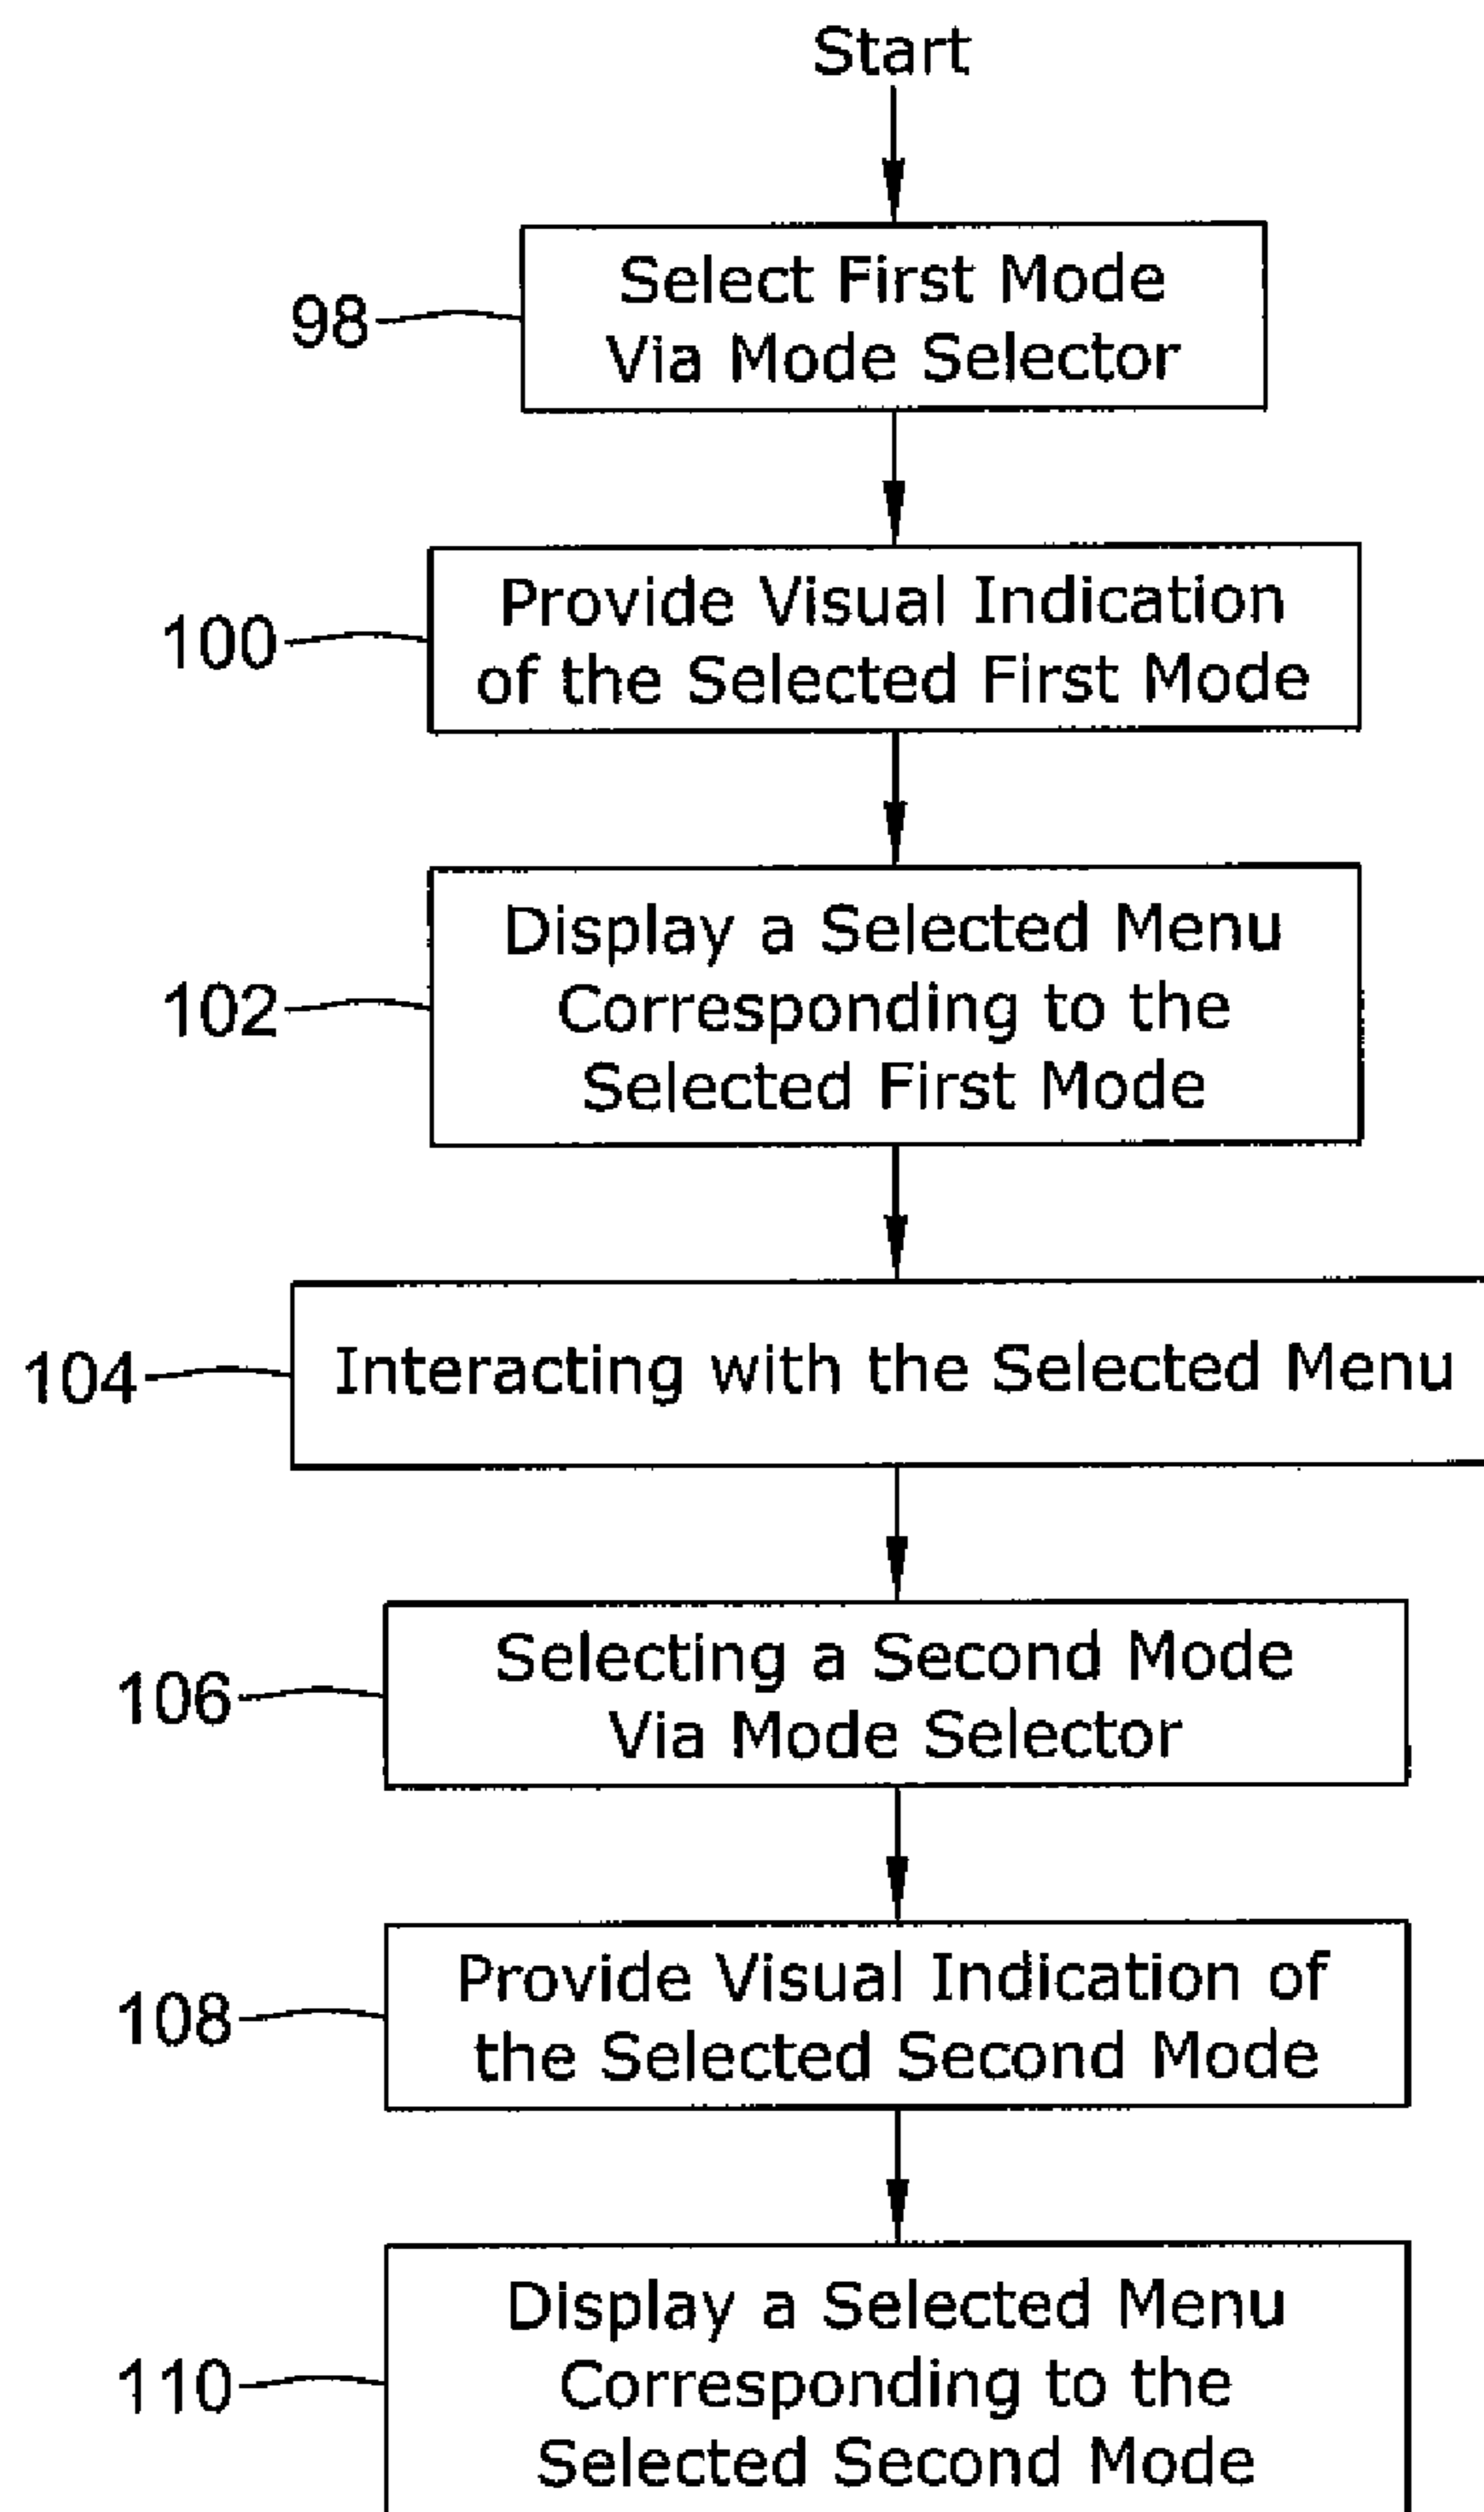 Start
98
Select First Mode
Via Mode Selector
100
Provide Visual Indication
of the Selected First Mode
102
Display a Selected Menu
Corresponding to the
Selected First Mode
104
Interacting with the Selected Menu
106
Selecting a Second Mode
Via Mode Selector
108
Provide Visual Indication of
the Selected Second Mode
110
Display a Selected Menu
Corresponding to the
Selected Second Mode